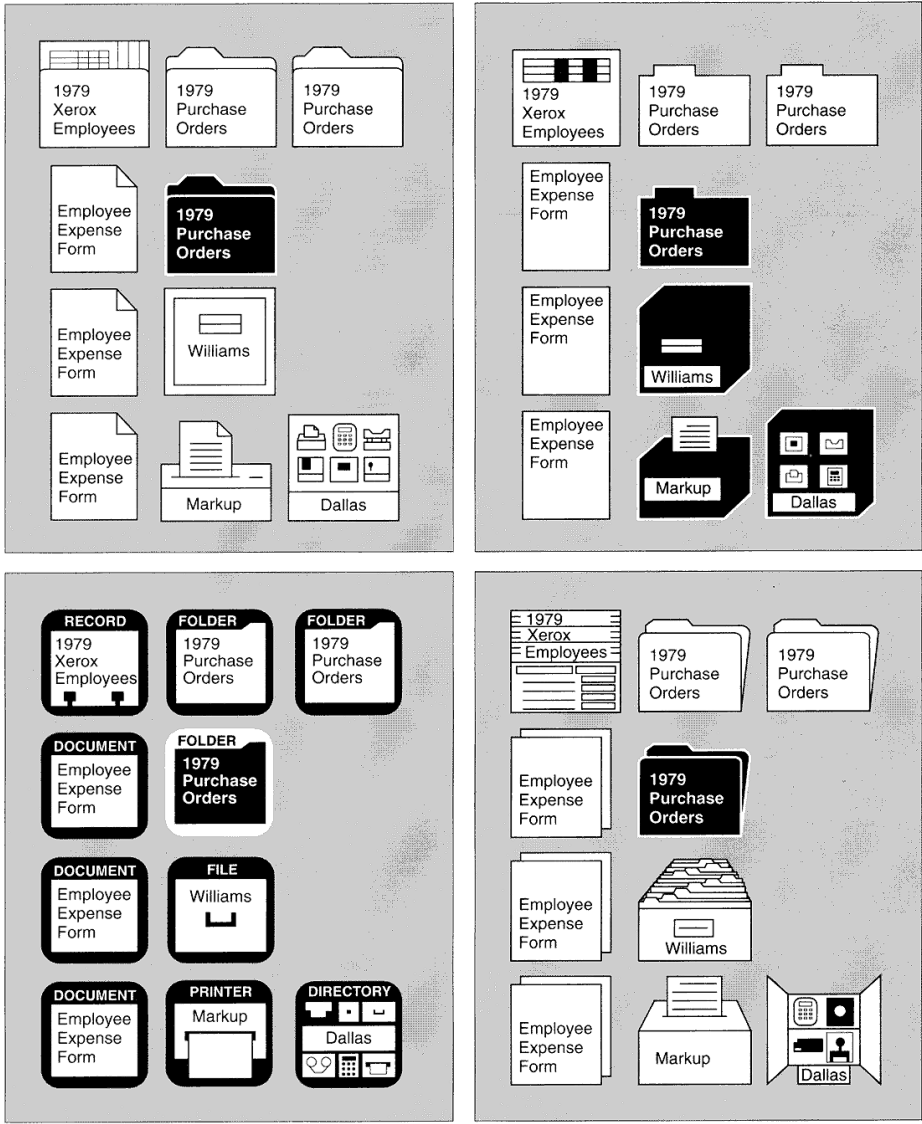 1979
Xerox
Employees
1979
Purchase
Orders
1979
Purchase
Orders
Employee
Expense
Form
1979
Purchase
Orders
Employee
Expense
Form
Williams
Employee
Expense
Form
Markup
Dallas
1979
Xerox
Employees
1979
Purchase
Orders
1979
Purchase
Orders
Employee
Expense
Form
1979
Purchase
Orders
Employee
Expense
Form
Williams
Employee
Expense
Form
Markup
Dallas
RECORD
1979
Xerox
Employees
FOLDER
1979
Purchase
Orders
FOLDER
1979
Purchase
Orders
DOCUMENT
Employee
Expense
Form
FOLDER
1979
Purchase
Orders
DOCUMENT
Employee
Expense
Form
FILE
Williams
DOCUMENT
Employee
Expense
Form
PRINTER
Markup
DIRECTORY
Dallas
1979
Xerox
Employees
1979
Purchase
Orders
1979
Purchase
Orders
Employee
Expense
Form
1979
Purchase
Orders
Employee
Expense
Form
Williams
Employee
Expense
Form
Markup
Dallas